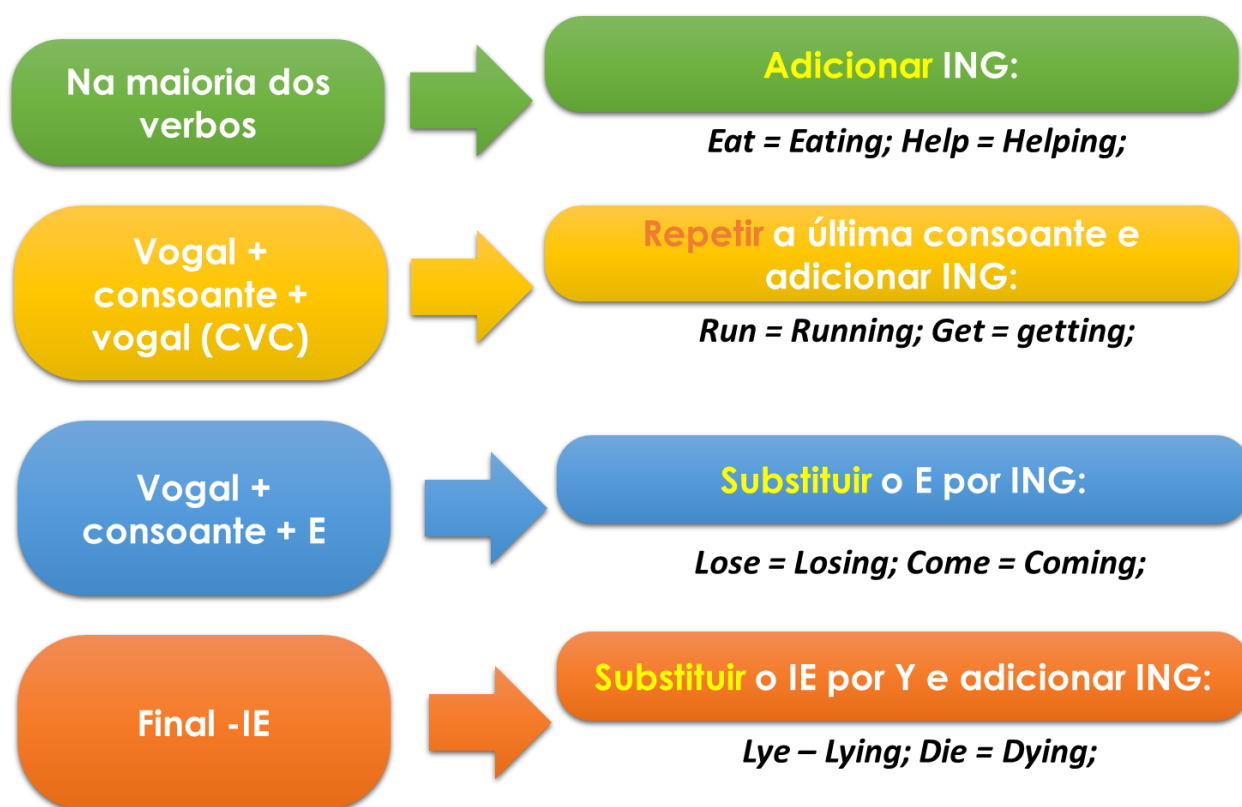 Na maioria dos
verbos
Adicionar ING:
Eat = Eating; Help = Helping;
Vogal +
consoante +
vogal (CVC)
Repetir a última consoante e
adicionar ING:
Run = Running; Get = getting;
Vogal +
consoante + E
Substituir o E por ING:
Lose = Losing; Come = Coming;
Final -IE
Substituir o IE por Y e adicionar ING:
Lye – Lying; Die = Dying;